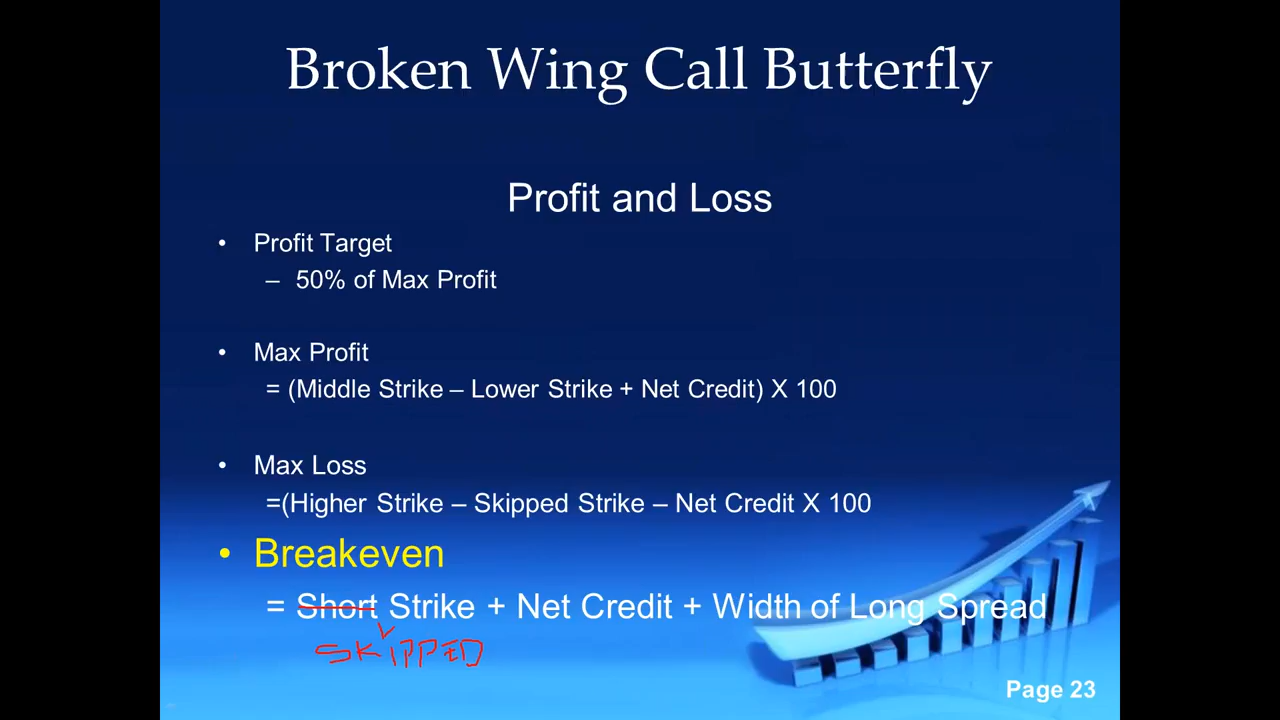 Broken Wing Call Butterfly
Profit and Loss
• Profit Target
– 50% of Max Profit
• Max Profit
= (Middle Strike – Lower Strike + Net Credit) X 100
• Max Loss
=(Higher Strike – Skipped Strike – Net Credit X 100
• Breakeven
= Short Strike + Net Credit + Width of Long Spread
SKIPPED
Page 23